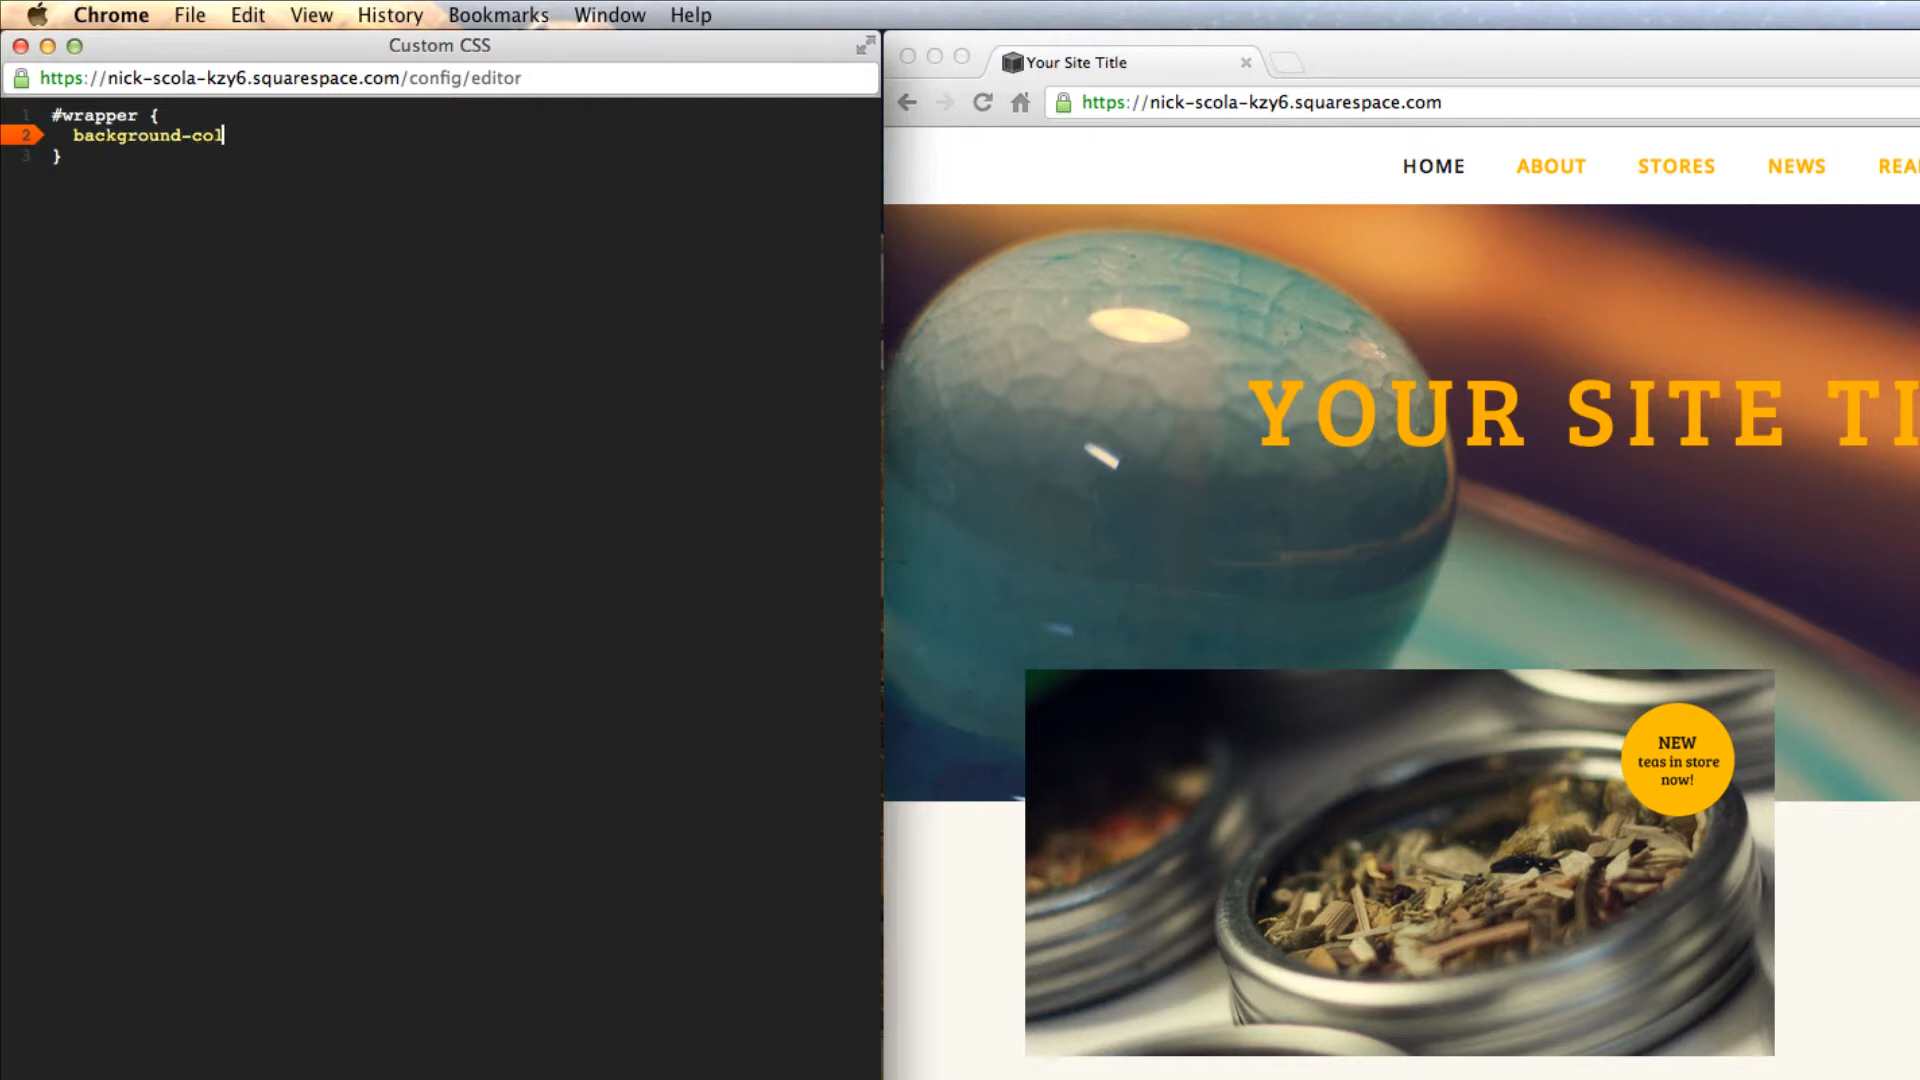 Chrome File Edit View History Bookmarks Window Help
Custom CSS
https://nick-scola-kzy6.squarespace.com/config/editor
1 #wrapper {
2 background-col
3 }
Your Site Title
https://nick-scola-kzy6.squarespace.com
HOME ABOUT STORES NEWS REA
YOUR SITE TI
NEW
teas in store
now!